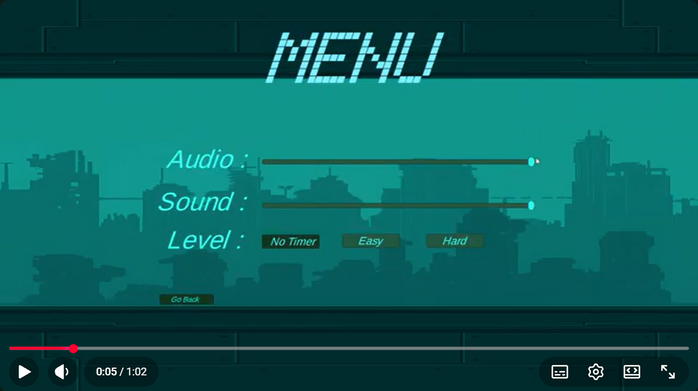 MENU
Audio :
Sound :
Level : No Timer Easy Hard
Go Back
0:05 / 1:02